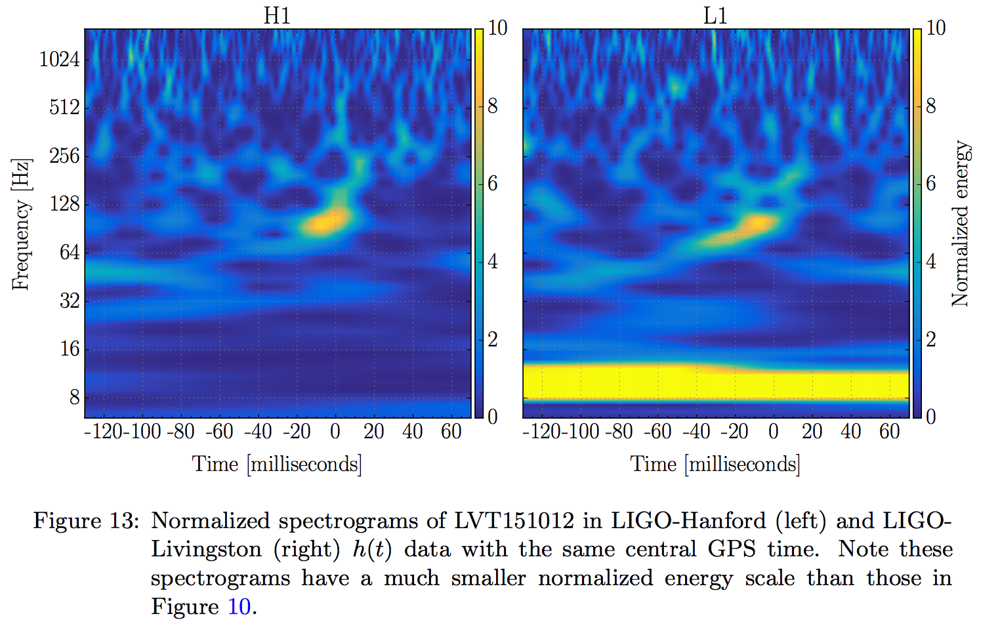 H1
L1
1024
512
256
128
64
32
16
8
Frequency [Hz]
-120 -100 -80 -60 -40 -20 0 20 40 60
Time [milliseconds]
10
8
6
4
2
0
-120 -100 -80 -60 -40 -20 0 20 40 60
Time [milliseconds]
10
8
6
4
2
0
Normalized energy
Figure 13: Normalized spectrograms of LVT151012 in LIGO-Hanford (left) and LIGO-
Livingston (right) h(t) data with the same central GPS time. Note these
spectrograms have a much smaller normalized energy scale than those in
Figure 10.